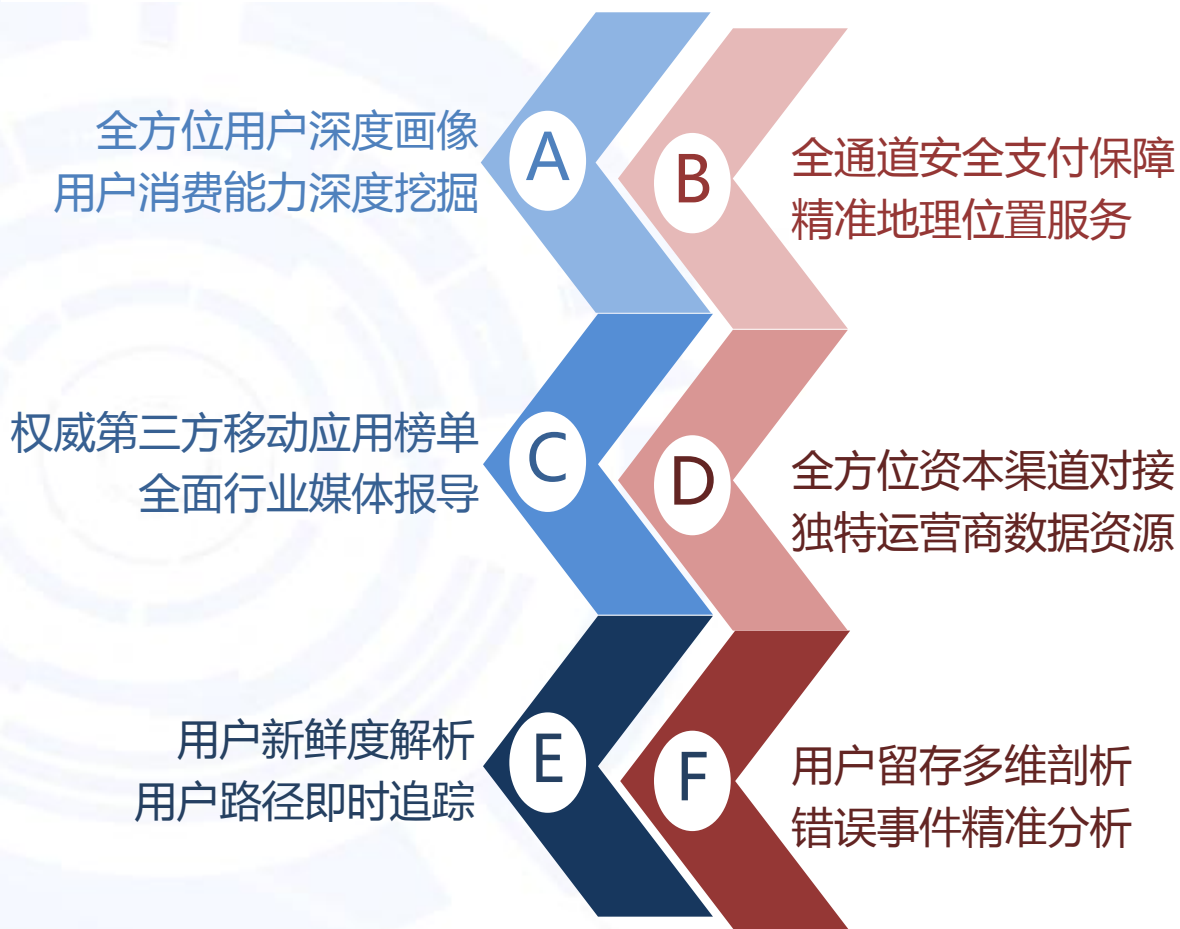 全方位用户深度画像
用户消费能力深度挖掘
A
B
全通道安全支付保障
精准地理位置服务
权威第三方移动应用榜单
全面行业媒体报导
C
D
全方位资本渠道对接
独特运营商数据资源
用户新鲜度解析
用户路径即时追踪
E
F
用户留存多维剖析
错误事件精准分析